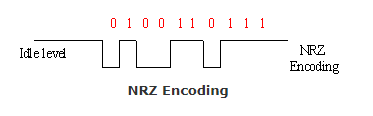 0 1 0 0 1 1 0 1 1 1
Idle level
NRZ
Encoding
NRZ Encoding